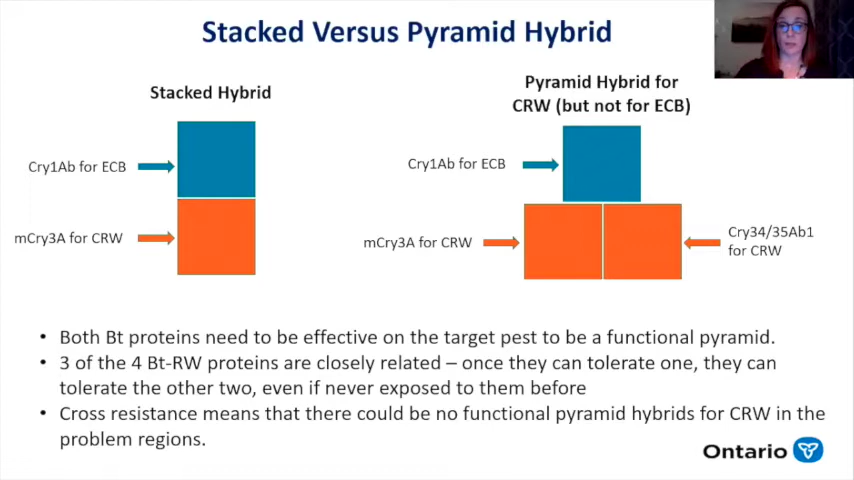 Stacked Versus Pyramid Hybrid
Stacked Hybrid
Cry1Ab for ECB
mCry3A for CRW
Pyramid Hybrid for
CRW (but not for ECB)
Cry1Ab for ECB
mCry3A for CRW
Cry34/35Ab1
for CRW
• Both Bt proteins need to be effective on the target pest to be a functional pyramid.
• 3 of the 4 Bt-RW proteins are closely related – once they can tolerate one, they can
tolerate the other two, even if never exposed to them before
• Cross resistance means that there could be no functional pyramid hybrids for CRW in the
problem regions.
Ontario